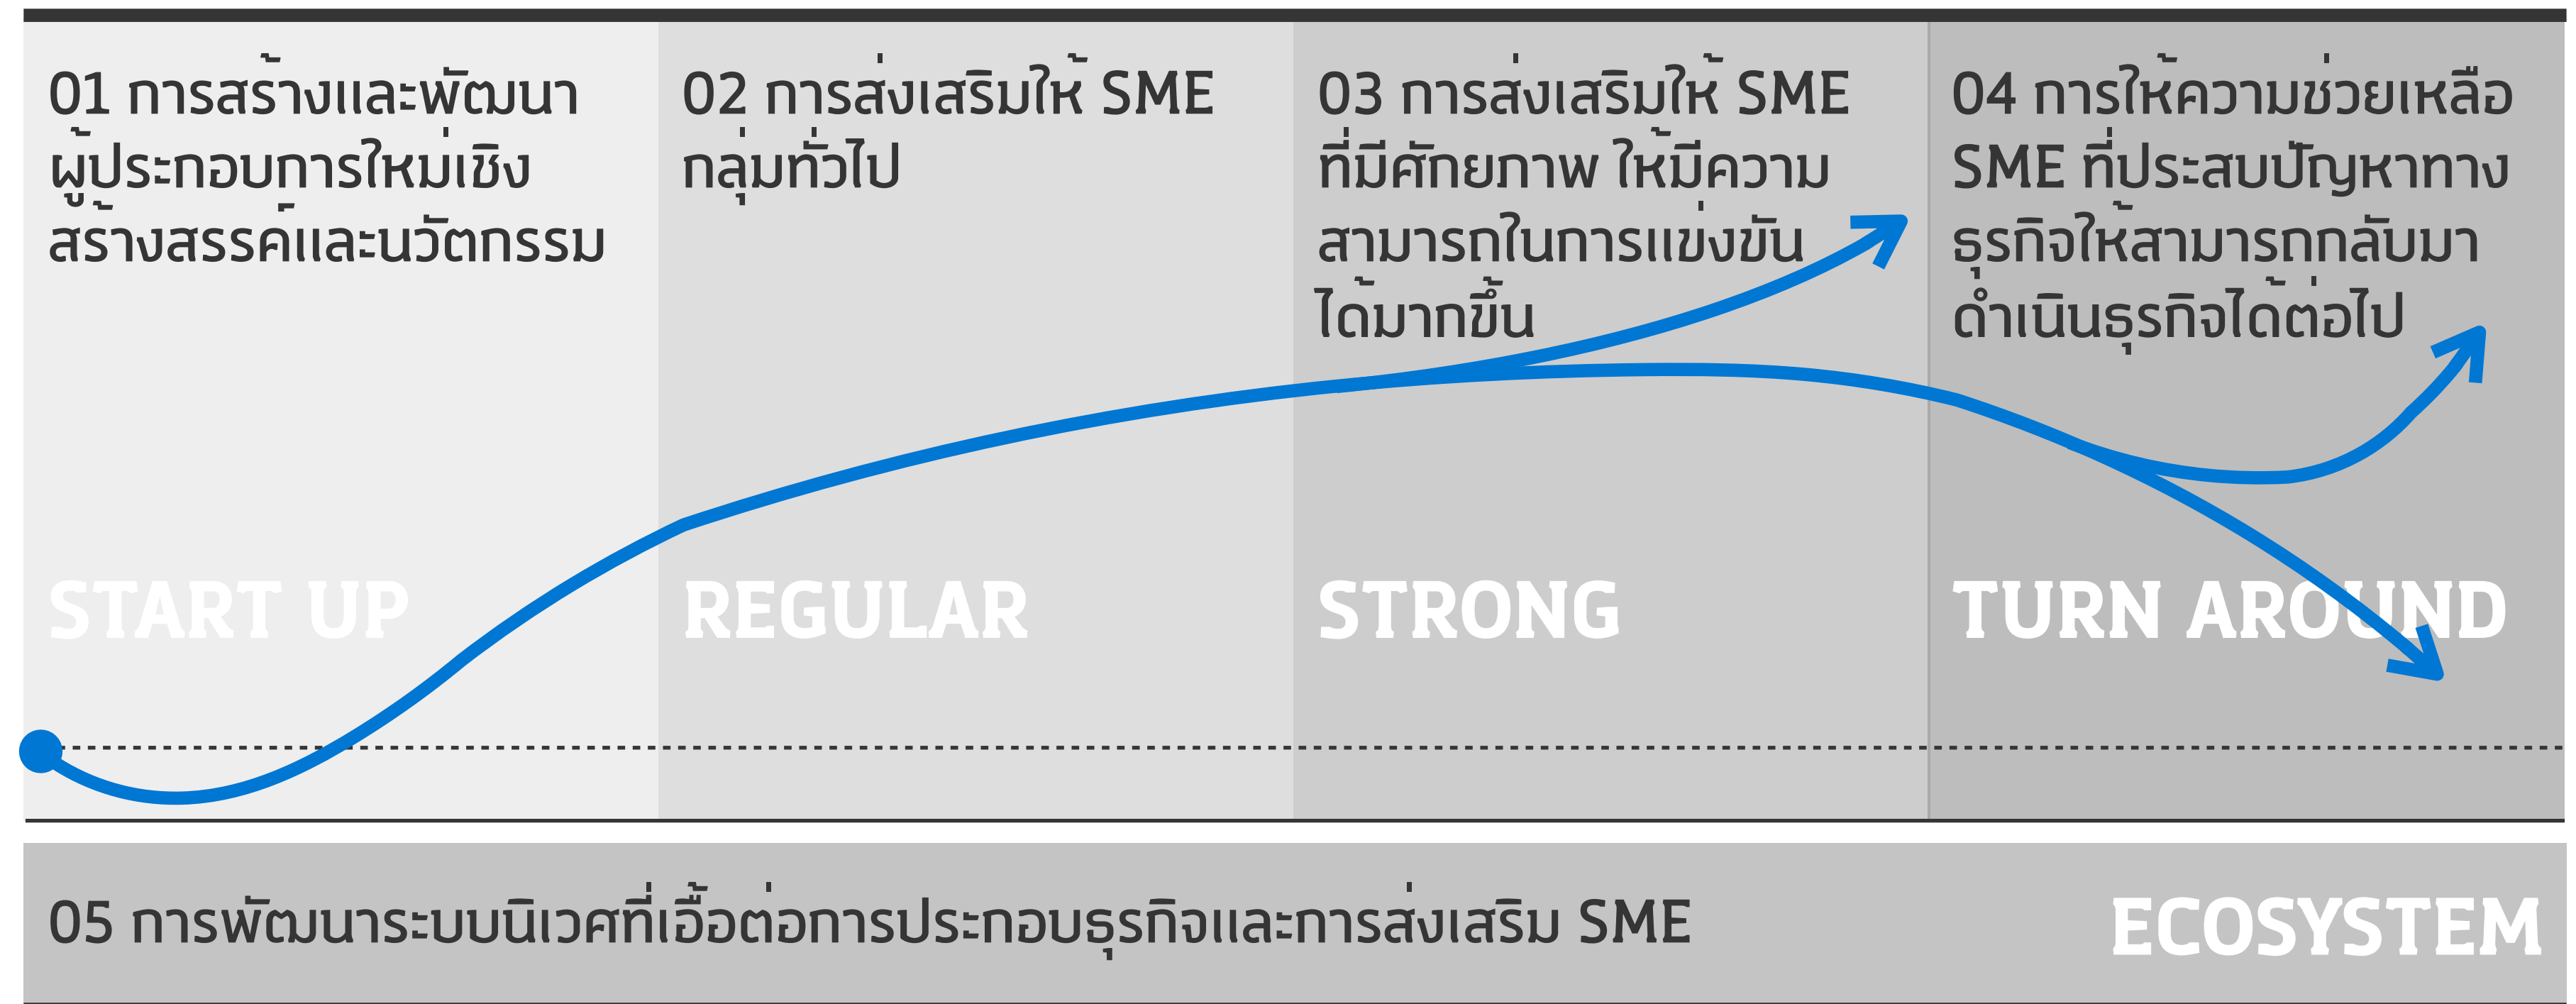 01 การสร้างและพัฒนา
ผู้ประกอบการใหม่เชิง
สร้างสรรค์และนวัตกรรม
START UP
02 การส่งเสริมให้ SME
กลุ่มทั่วไป
REGULAR
03 การส่งเสริมให้ SME
ที่มีศักยภาพ ให้มีความ
สามารถในการแข่งขัน
ได้มากขึ้น
STRONG
04 การให้ความช่วยเหลือ
SME ที่ประสบปัญหาทาง
ธุรกิจให้สามารถกลับมา
ดำเนินธุรกิจได้ต่อไป
TURN AROUND
05 การพัฒนาระบบนิเวศที่เอื้อต่อการประกอบธุรกิจและการส่งเสริม SME
ECOSYSTEM